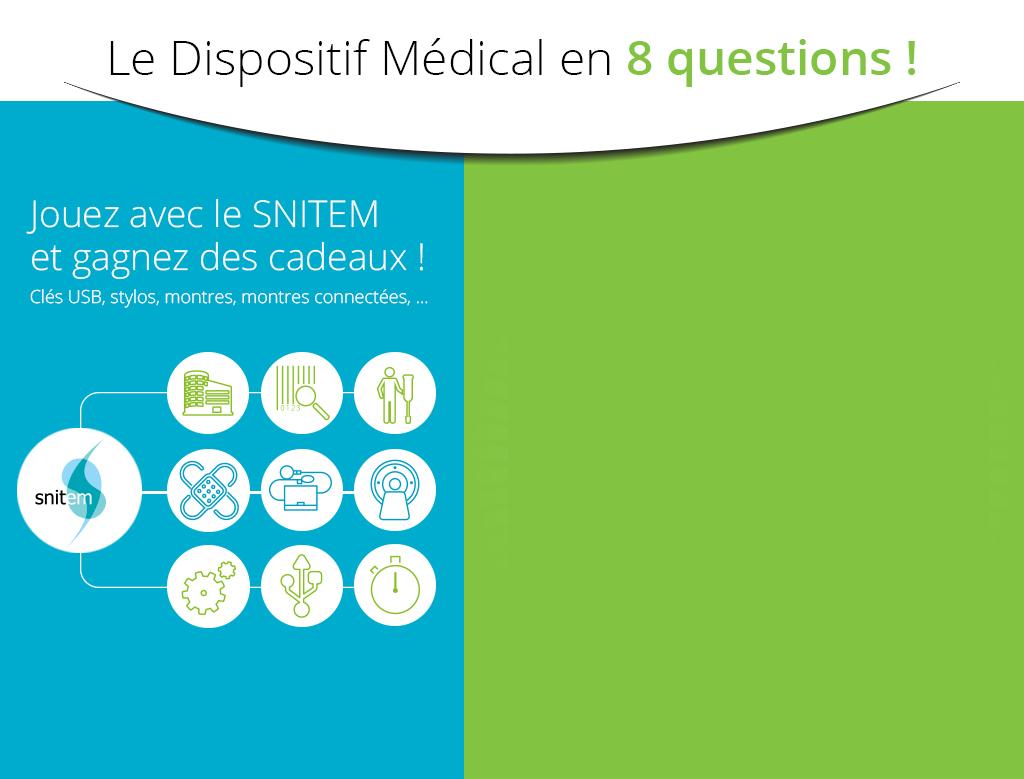 Le Dispositif Médical en 8 questions !
Jouez avec le SNITEM
et gagnez des cadeaux !
Clés USB, stylos, montres, montres connectées, ...
0123
snitem